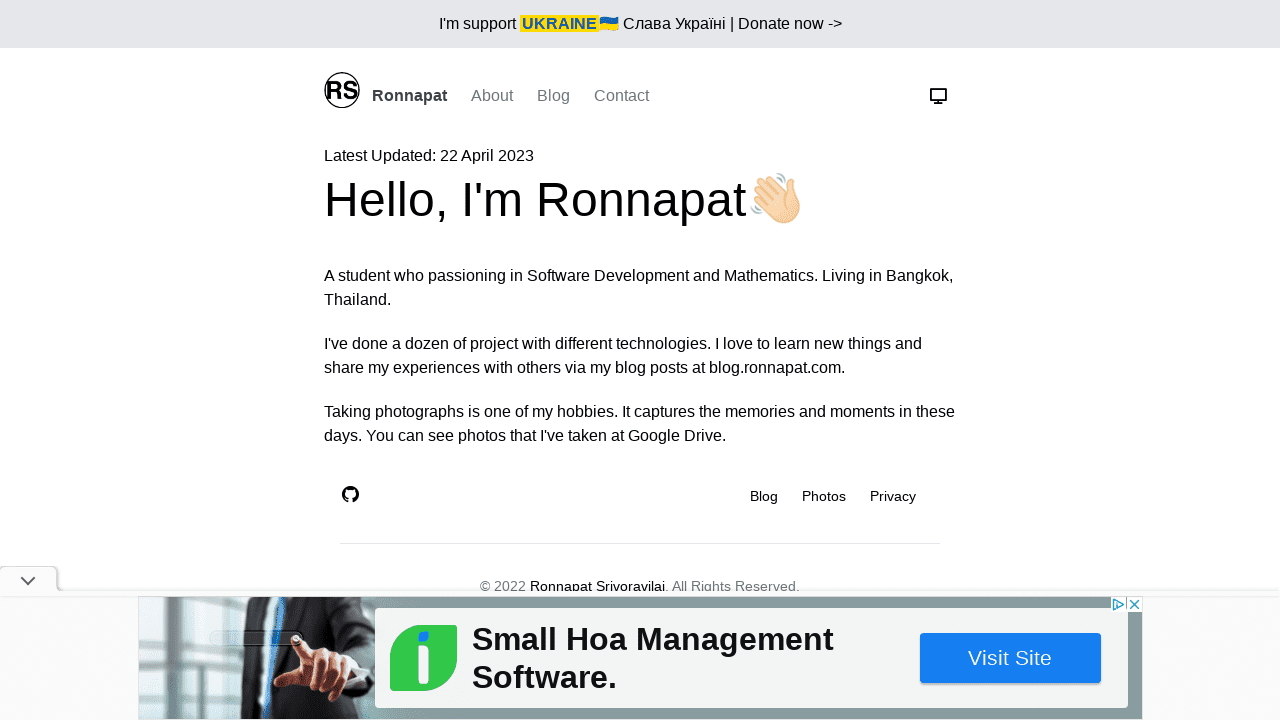 I'm support UKRAINE🇺🇦 Слава Україні | Donate now ->
RS Ronnapat About Blog Contact
Latest Updated: 22 April 2023
Hello, I'm Ronnapat👋🏻
A student who passioning in Software Development and Mathematics. Living in Bangkok,
Thailand.
I've done a dozen of project with different technologies. I love to learn new things and
share my experiences with others via my blog posts at blog.ronnapat.com.
Taking photographs is one of my hobbies. It captures the memories and moments in these
days. You can see photos that I've taken at Google Drive.
Blog Photos Privacy
© 2022 Ronnapat Srivoravilai. All Rights Reserved.
Small Hoa Management
Software.
Visit Site